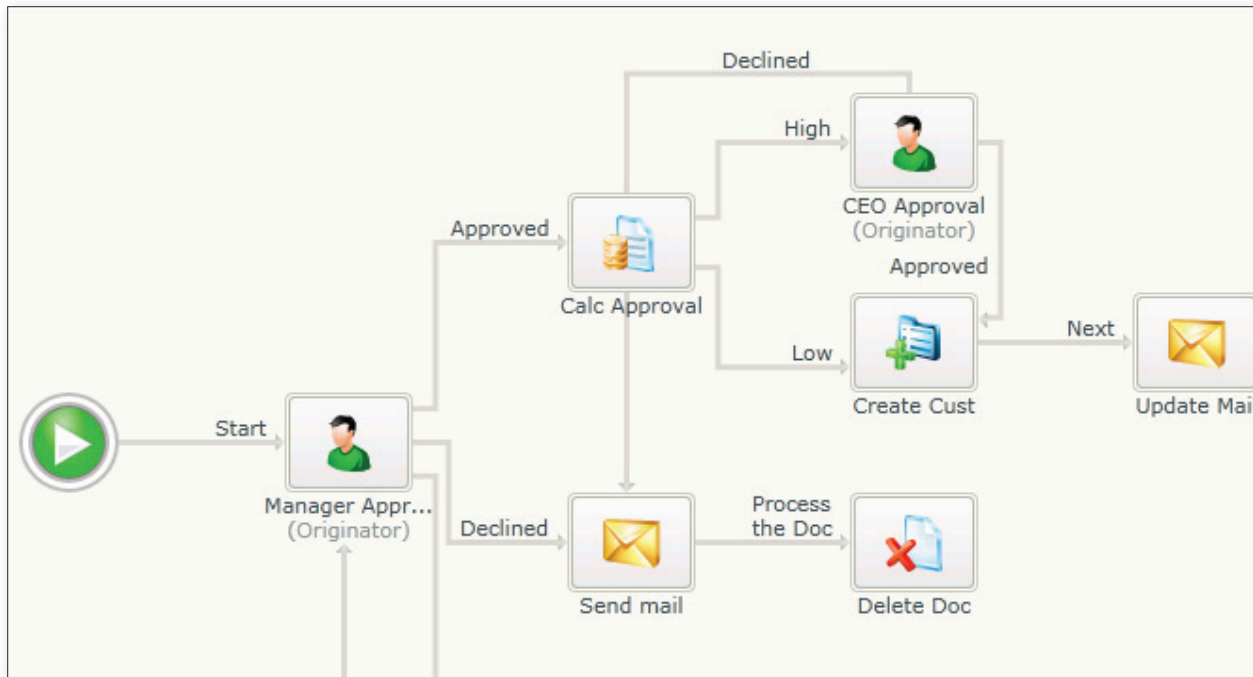 Declined
High
CEO Approval
(Originator)
Approved
Approved
Calc Approval
Low
Next
Create Cust
Update Mai
Start
Manager Appr...
(Originator)
Declined
Process
the Doc
Send mail
Delete Doc